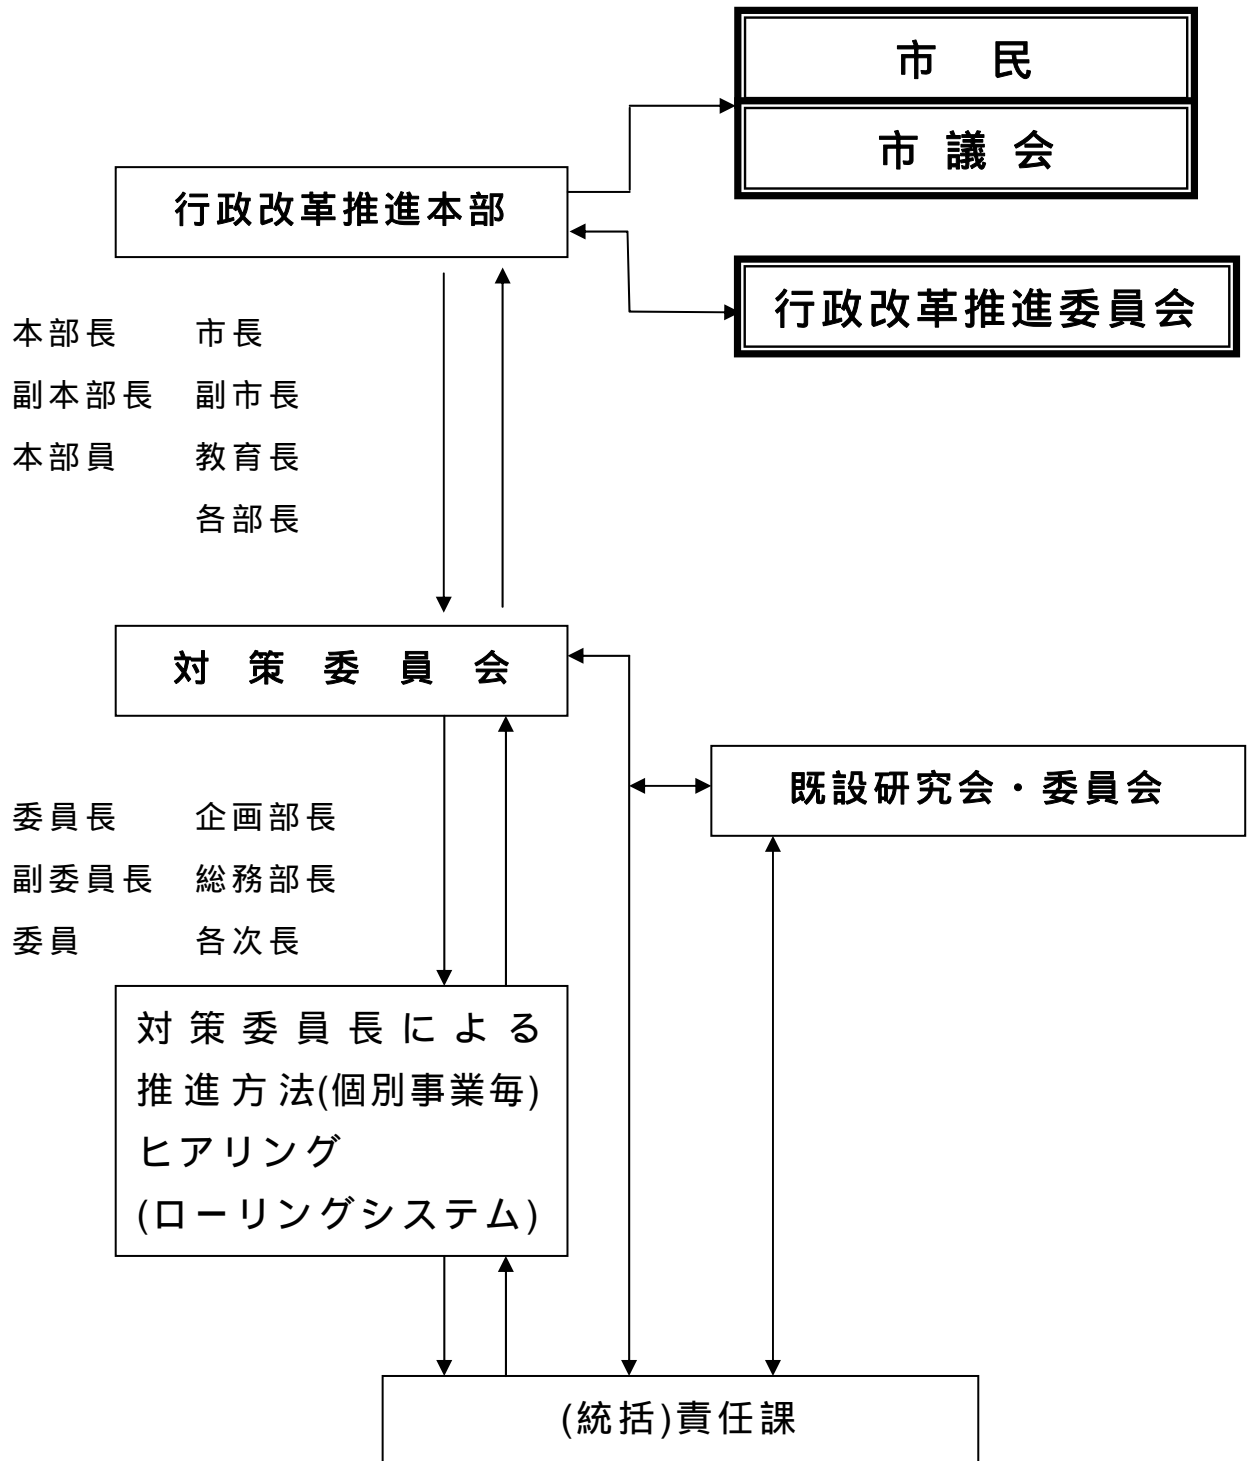 市 民
市議会
行政改革推進本部
行政改革推進委員会
本部長 市長
副本部長 副市長
本部員 教育長
各部長
対策委員会
既設研究会・委員会
委員長 企画部長
副委員長 総務部長
委員 各次長
対策委員長による
推進方法(個別事業毎)
ヒアリング
(ローリングシステム)
(統括)責任課